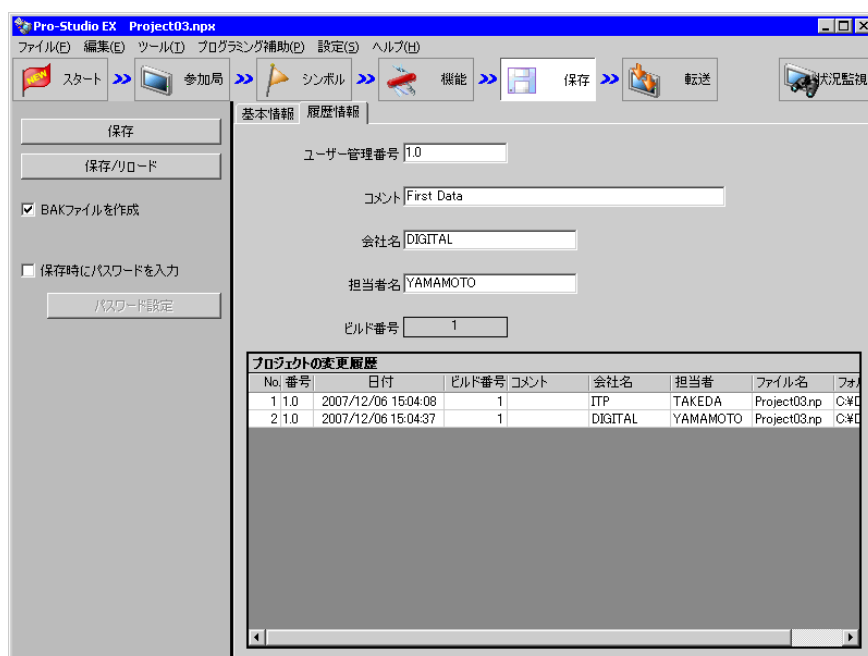 Pro-Studio EX Project03.npx
ファイル(F) 編集(E) ツール(T) プログラミング補助(P) 設定(S) ヘルプ(H)
NEW スタート 参加局 シンボル 機能 保存 転送 状況監視
基本情報 履歴情報
保存
保存/リロード
BAKファイルを作成
保存時にパスワードを入力
パスワード設定
ユーザー管理番号 1.0
コメント First Data
会社名 DIGITAL
担当者名 YAMAMOTO
ビルド番号 1
プロジェクトの変更履歴
No. 番号 日付 ビルド番号 コメント 会社名 担当者 ファイル名 フォル
1 1.0 2007/12/06 15:04:08 1 ITP TAKEDA Project03.np C:¥D
2 1.0 2007/12/06 15:04:37 1 DIGITAL YAMAMOTO Project03.np C:¥D